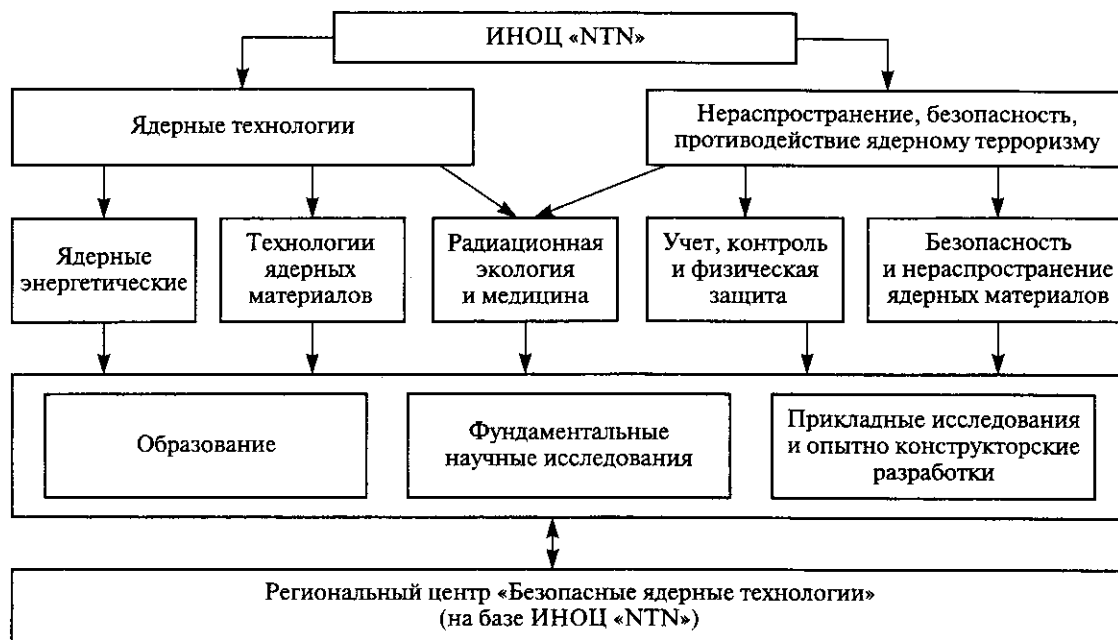 ИНОЦ «NTN»
Ядерные технологии
Нераспространение, безопасность,
противодействие ядерному терроризму
Ядерные
энергетические
Технологии
ядерных
материалов
Радиационная
экология
и медицина
Учет, контроль
и физическая
защита
Безопасность
и нераспространение
ядерных материалов
Образование
Фундаментальные
научные исследования
Прикладные исследования
и опытно конструкторские
разработки
Региональный центр «Безопасные ядерные технологии»
(на базе ИНОЦ «NTN»)